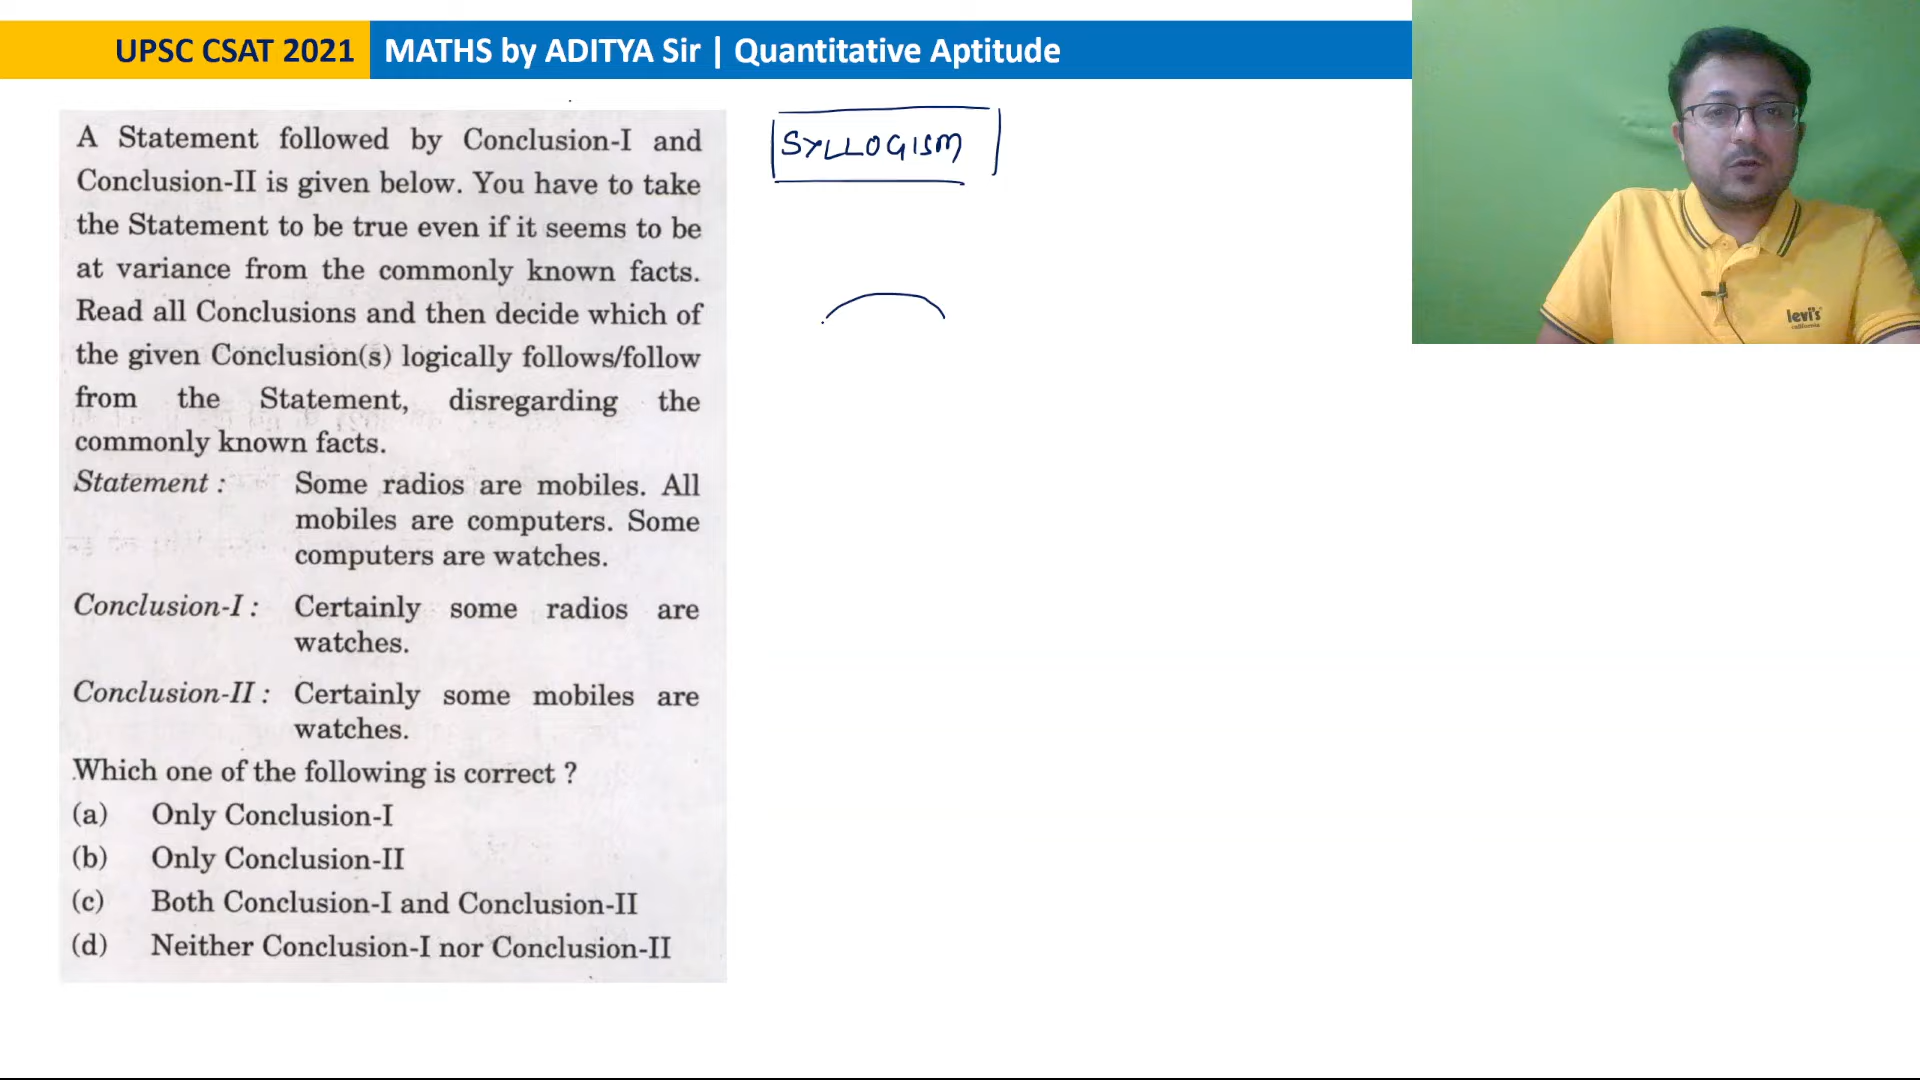 UPSC CSAT 2021
MATHS by ADITYA Sir | Quantitative Aptitude
A Statement followed by Conclusion-I and
Conclusion-II is given below. You have to take
the Statement to be true even if it seems to be
at variance from the commonly known facts.
Read all Conclusions and then decide which of
the given Conclusion(s) logically follows/follow
from the Statement, disregarding the
commonly known facts.
Statement : Some radios are mobiles. All
mobiles are computers. Some
computers are watches.
Conclusion-I : Certainly some radios are
watches.
Conclusion-II : Certainly some mobiles are
watches.
Which one of the following is correct ?
(a) Only Conclusion-I
(b) Only Conclusion-II
(c) Both Conclusion-I and Conclusion-II
(d) Neither Conclusion-I nor Conclusion-II
SYLLOGISM
levi's
california